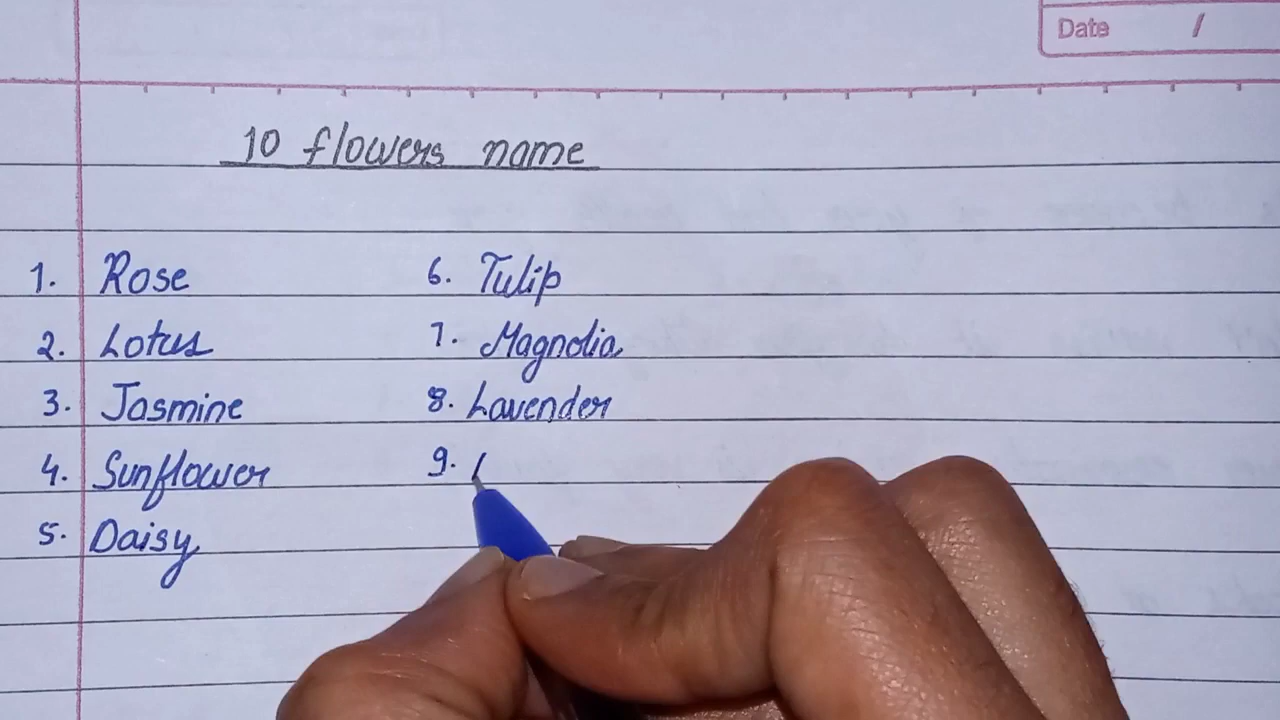 Date /
10 flowers name
1. Rose
2. Lotus
3. Jasmine
4. Sunflower
5. Daisy
6. Tulip
7. Magnolia
8. Lavender
9.